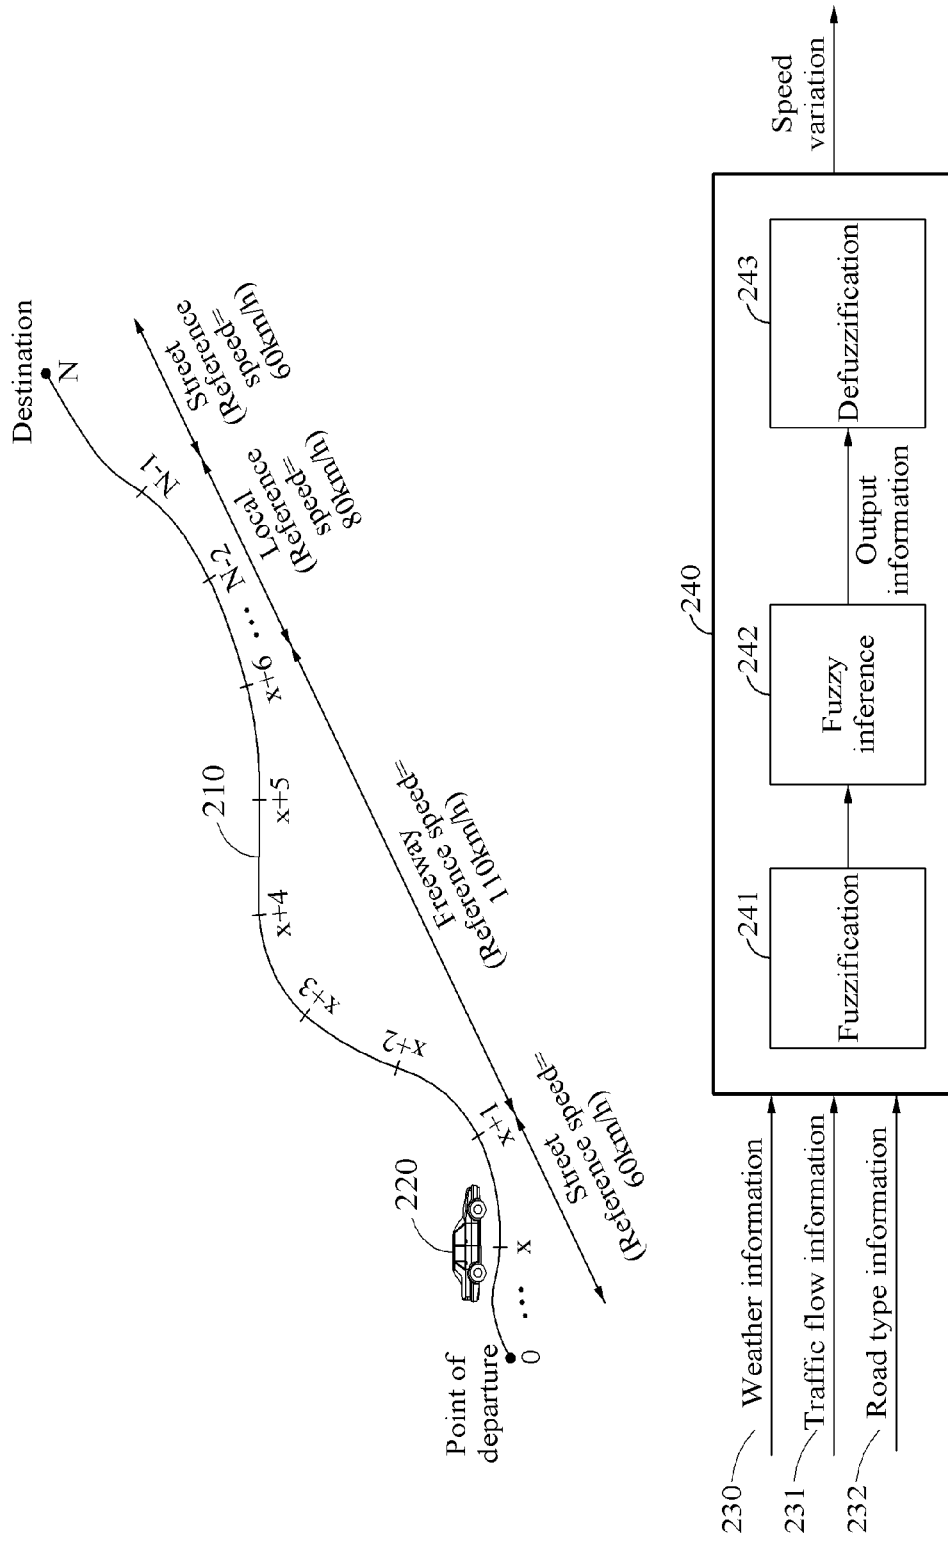 Destination
N
N-1
N-2
...
x+6
x+5
x+4
x+3
x+2
x+1
x
...
0
Point of
departure
210
220
Street
(Reference speed=
60km/h)
Freeway
(Reference speed=
110km/h)
Local
(Reference
speed=
80km/h)
Street
(Reference
speed=
60km/h)
230
Weather information
231
Traffic flow information
232
Road type information
240
241
Fuzzification
242
Fuzzy
inference
Output
information
243
Defuzzification
Speed
variation